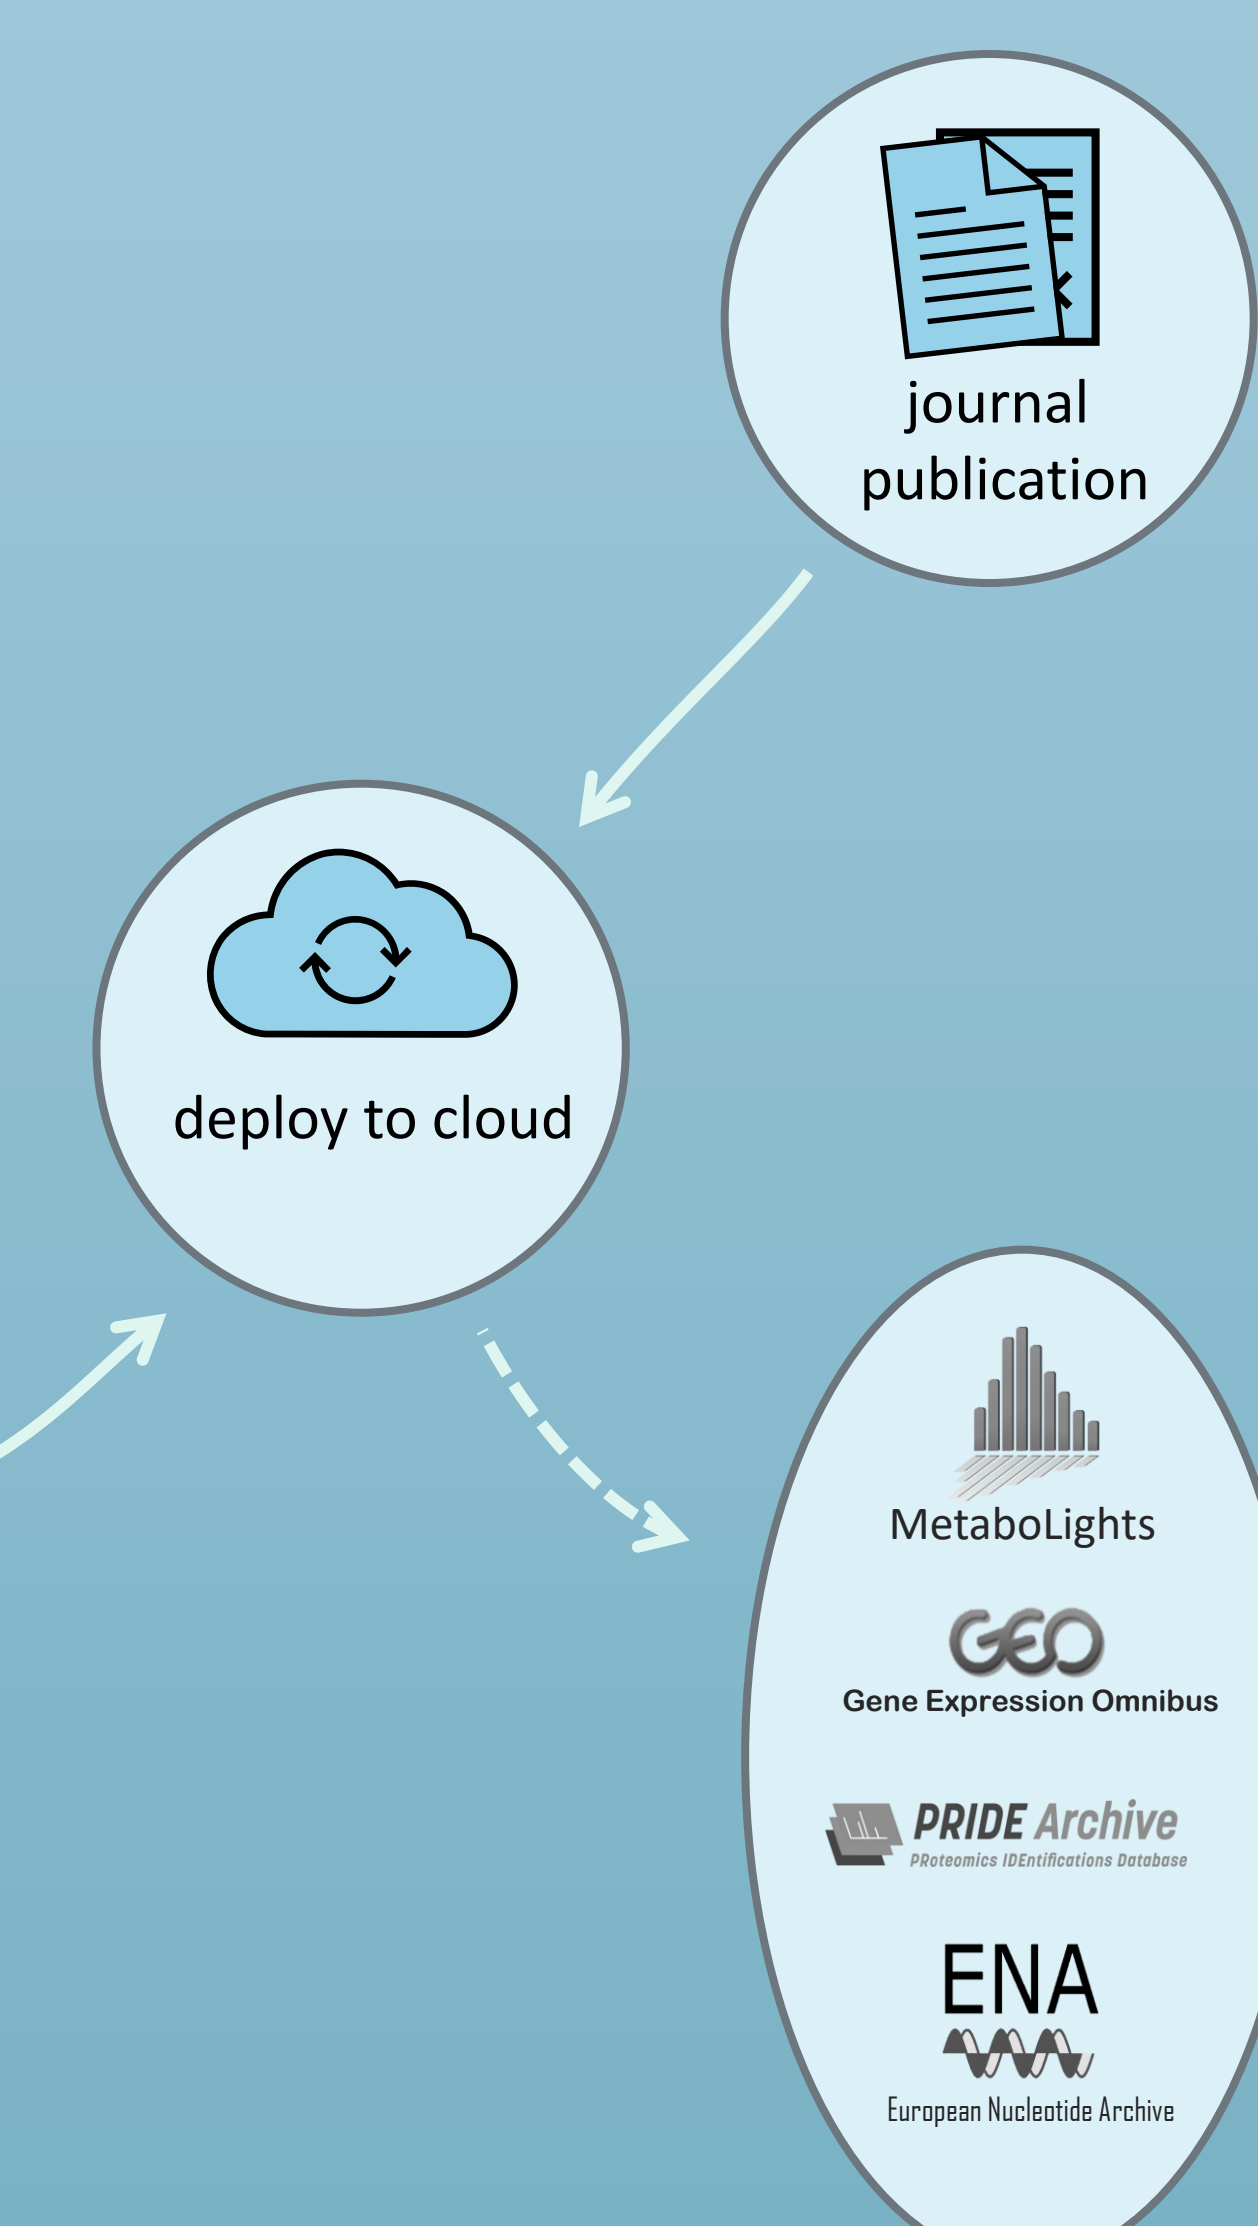 journal
publication
deploy to cloud
MetaboLights
GEO
Gene Expression Omnibus
PRIDE Archive
PRoteomics IDEntifications Database
ENA
European Nucleotide Archive